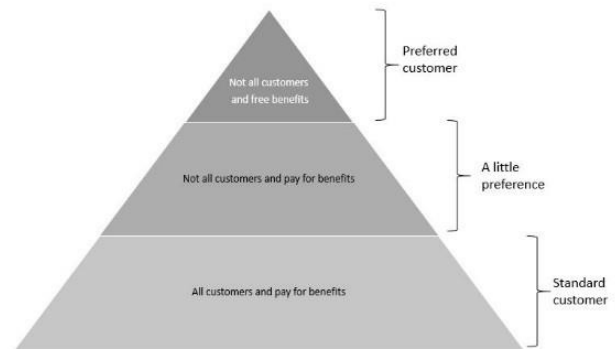 Not all customers
and free benefits
Preferred
customer
Not all customers and pay for benefits
A little
preference
All customers and pay for benefits
Standard
customer